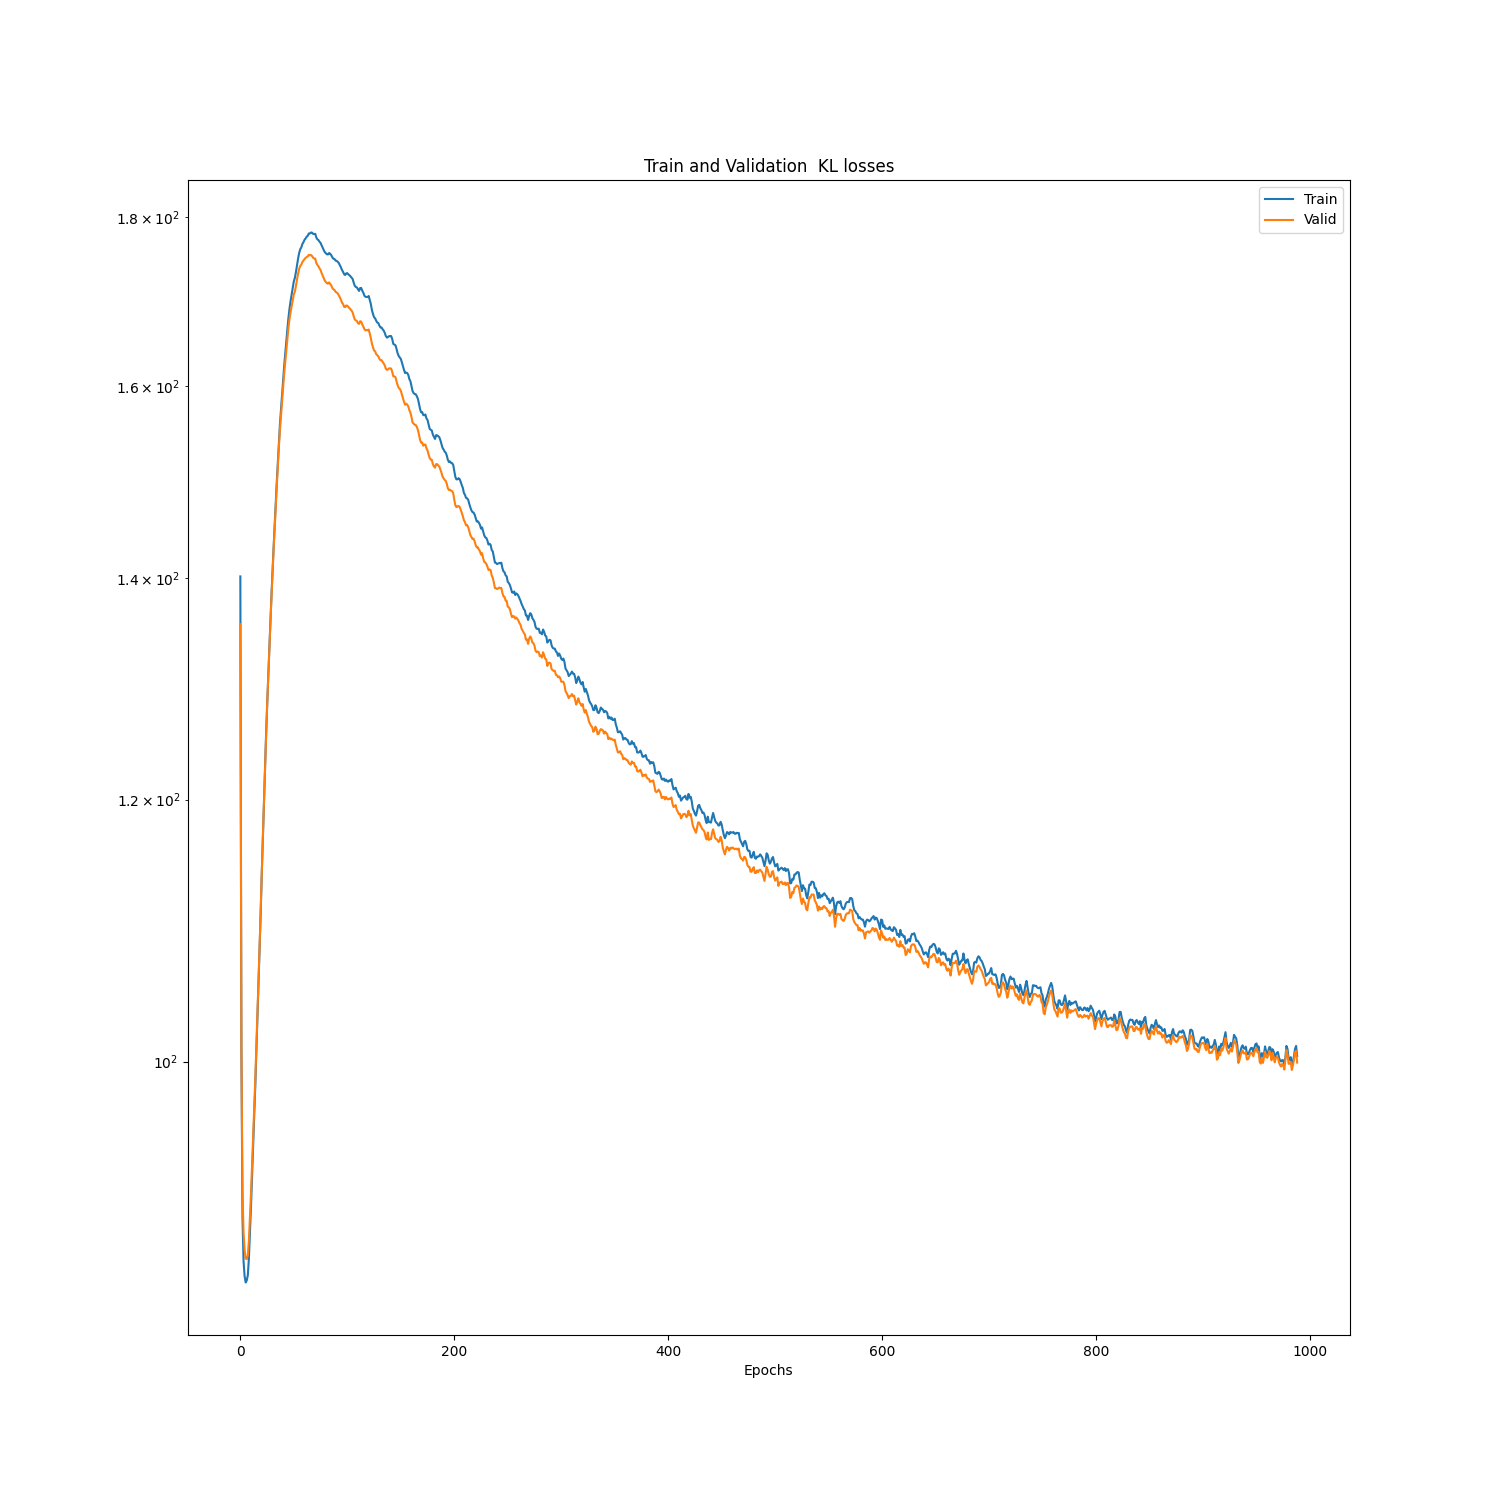 Train and Validation  KL losses
Train
Valid
1.8 × 10²
1.6 × 10²
1.4 × 10²
1.2 × 10²
10²
0 200 400 600 800 1000
Epochs